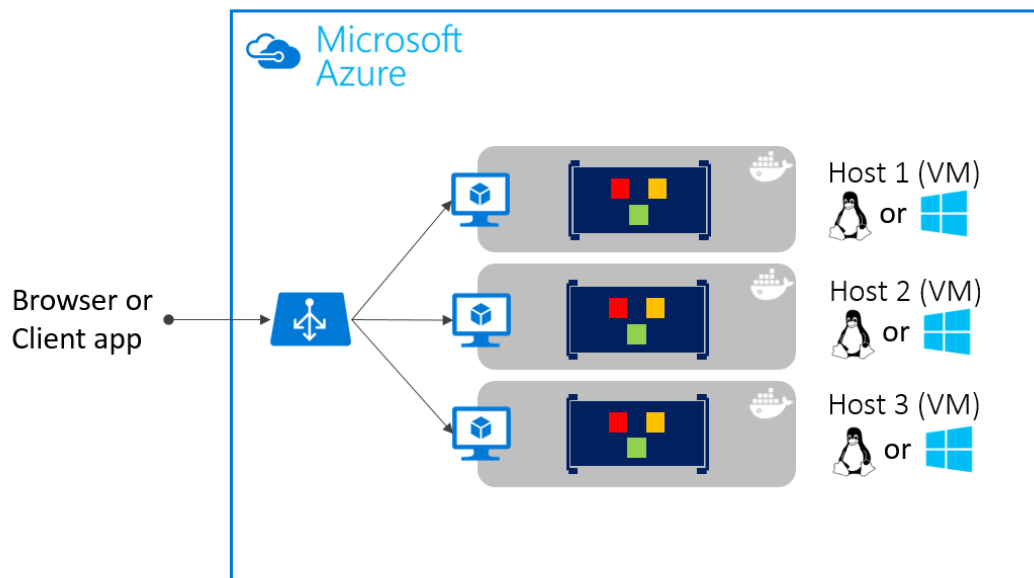 Microsoft
Azure
Host 1 (VM)
or
Host 2 (VM)
or
Browser or
Client app
Host 3 (VM)
or